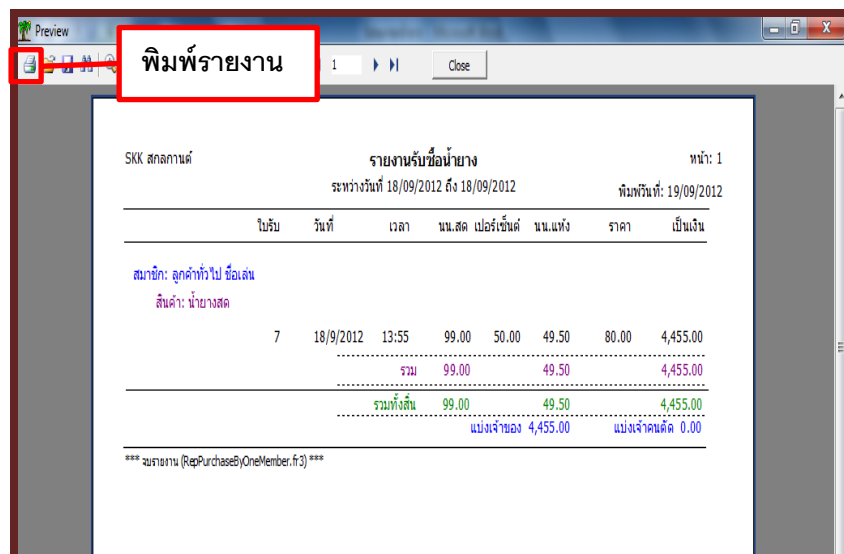 Preview
พิมพ์รายงาน
1
Close
SKK สกลกานต์ รายงานรับซื้อน้ำยาง หน้า: 1
ระหว่างวันที่ 18/09/2012 ถึง 18/09/2012 พิมพ์วันที่: 19/09/2012
ใบรับ วันที่ เวลา นน.สด เปอร์เซ็นต์ นน.แห้ง ราคา เป็นเงิน
สมาชิก: ลูกค้าทั่วไป ชื่อเล่น
สินค้า: น้ำยางสด
7 18/9/2012 13:55 99.00 50.00 49.50 80.00 4,455.00
รวม 99.00 49.50 4,455.00
รวมทั้งสิ้น 99.00 49.50 4,455.00
แบ่งเจ้าของ 4,455.00 แบ่งเจ้าคนตัด 0.00
*** จบรายงาน (RepPurchaseByOneMember.fr3) ***